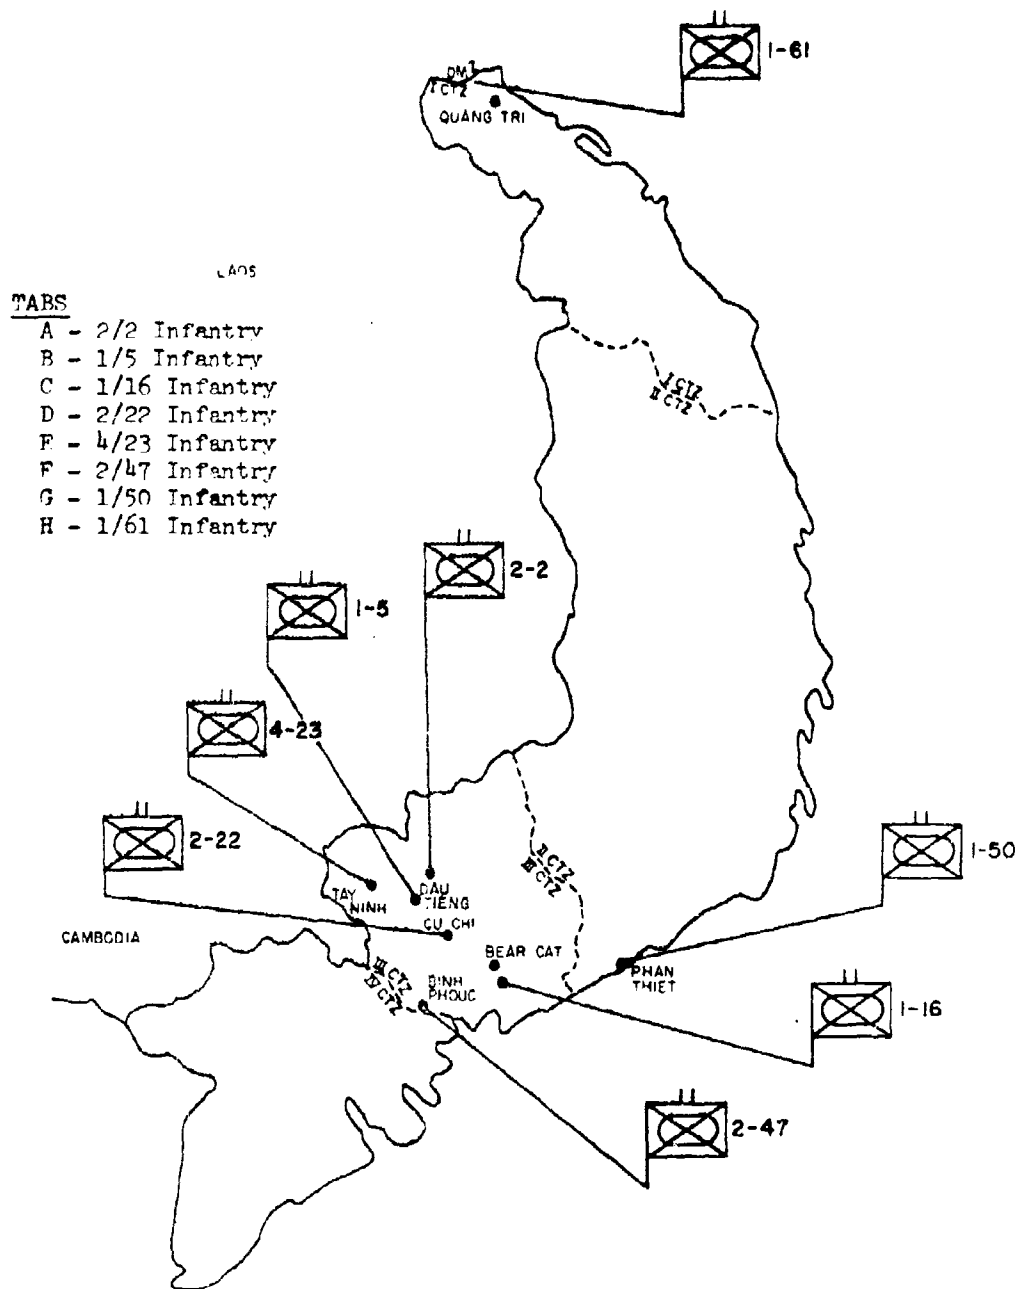 1-61
DMZ
I CTZ
QUANG TRI
LAOS
TABS
A - 2/2 Infantry
B - 1/5 Infantry
C - 1/16 Infantry
D - 2/22 Infantry
E - 4/23 Infantry
F - 2/47 Infantry
G - 1/50 Infantry
H - 1/61 Infantry
I CTZ
II CTZ
2-2
1-5
4-23
2-22
II CTZ
III CTZ
1-50
DAU
TIENG
TAY
NINH
CU CHI
CAMBODIA
BEAR CAT
PHAN
THIET
III CTZ
IV CTZ
BINH
PHOUC
1-16
2-47